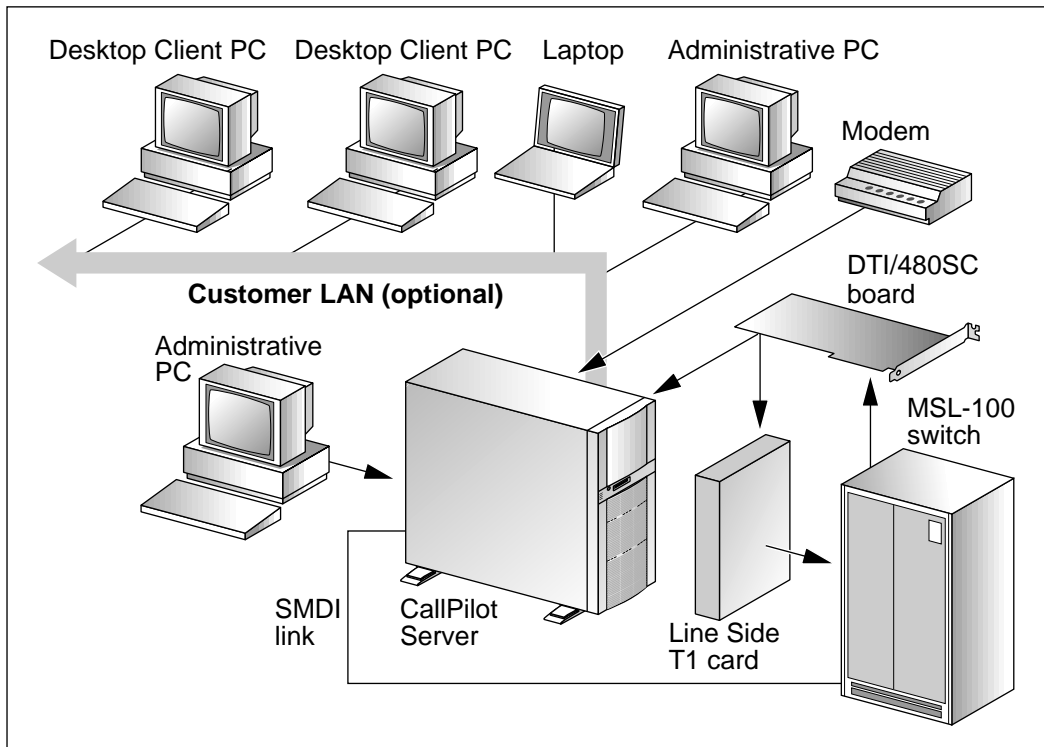 Desktop Client PC
Desktop Client PC
Laptop
Administrative PC
Modem
DTI/480SC
board
Customer LAN (optional)
Administrative
PC
MSL-100
switch
SMDI
link
CallPilot
Server
Line Side
T1 card